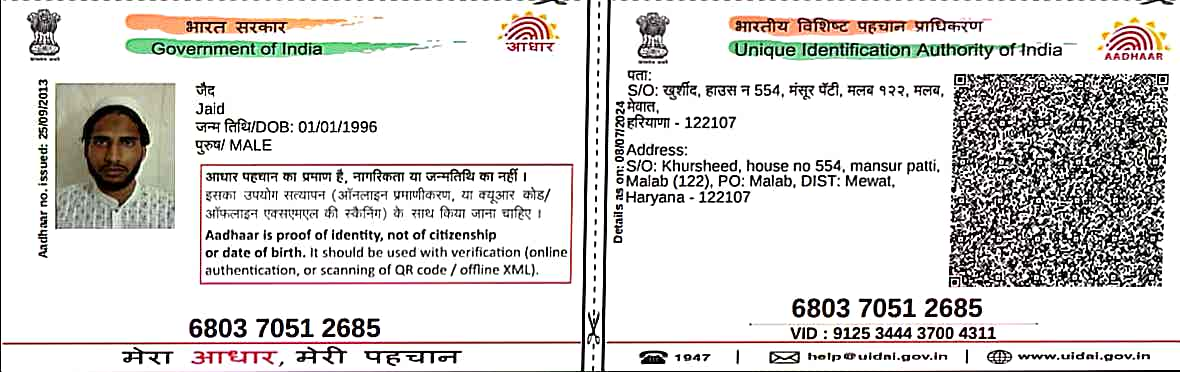 भारत सरकार
Government of India
आधार
Aadhaar no. issued: 25/09/2013
जैद
Jaid
जन्म तिथि/DOB: 01/01/1996
पुरुष/ MALE
आधार पहचान का प्रमाण है, नागरिकता या जन्मतिथि का नहीं ।
इसका उपयोग सत्यापन (ऑनलाइन प्रमाणीकरण, या क्यूआर कोड/
ऑफलाइन एक्सएमएल की स्कैनिंग) के साथ किया जाना चाहिए ।
Aadhaar is proof of identity, not of citizenship
or date of birth. It should be used with verification (online
authentication, or scanning of QR code / offline XML).
6803 7051 2685
मेरा आधार, मेरी पहचान
भारतीय विशिष्ट पहचान प्राधिकरण
Unique Identification Authority of India
AADHAAR
Details as on: 08/07/2024
पता:
S/O: खुर्शीद, हाउस न 554, मंसूर पॅटी, मलब १२२, मलब,
मेवात,
हरियाणा - 122107
Address:
S/O: Khursheed, house no 554, mansur patti,
Malab (122), PO: Malab, DIST: Mewat,
Haryana - 122107
6803 7051 2685
VID : 9125 3444 3700 4311
1947 | help@uidai.gov.in | www.uidai.gov.in